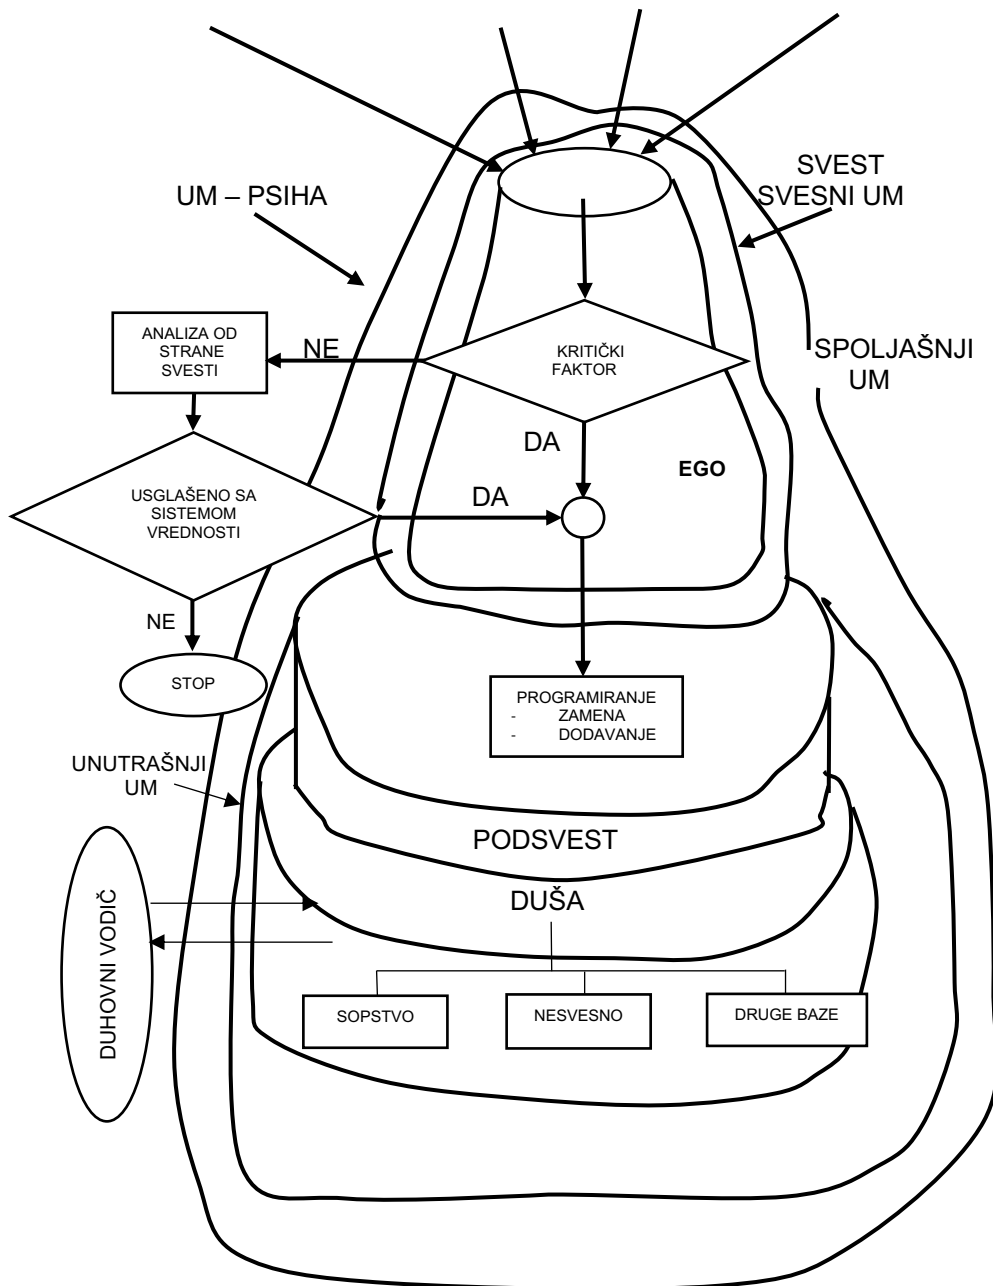 UM – PSIHA
SVEST
SVESNI UM
ANALIZA OD
STRANE
SVESTI
NE
KRITIČKI
FAKTOR
SPOLJAŠNJI
UM
DA
EGO
USGLAŠENO SA
SISTEMOM
VREDNOSTI
DA
NE
STOP
PROGRAMIRANJE
- ZAMENA
- DODAVANJE
UNUTRAŠNJI
UM
PODSVEST
DUŠA
DUHOVNI VODIČ
SOPSTVO
NESVESNO
DRUGE BAZE